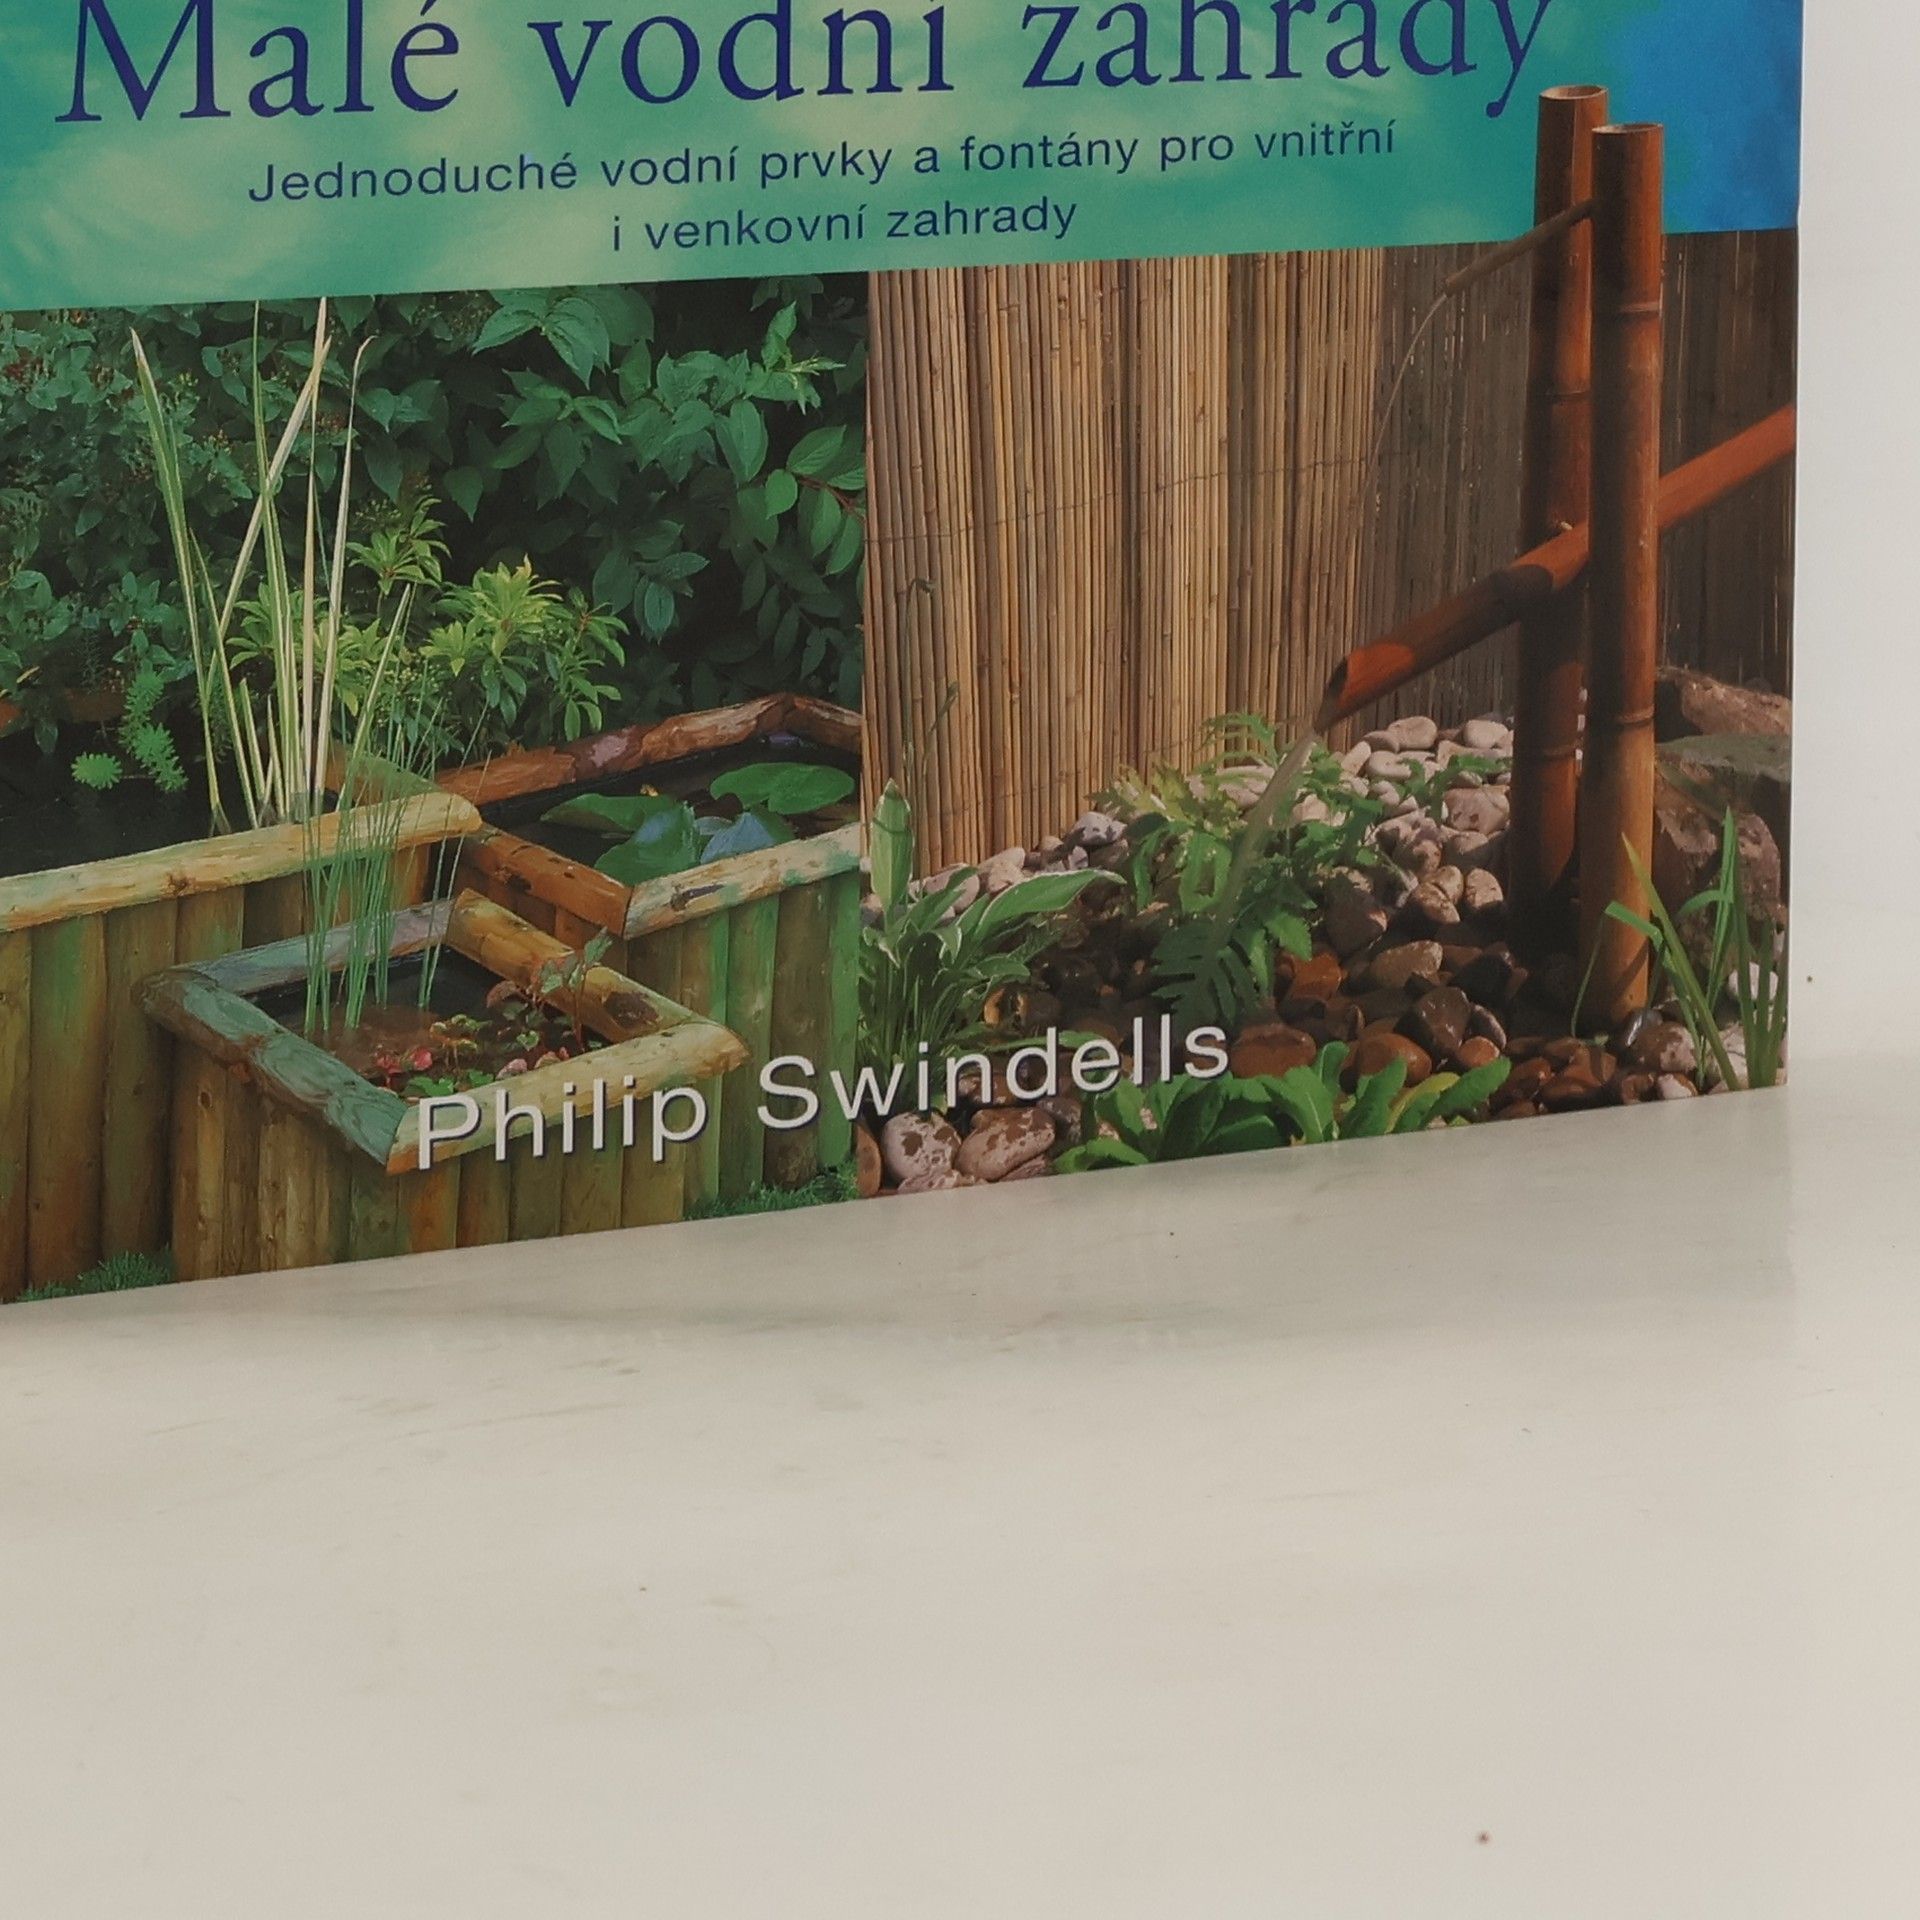 Malé vodní zahrady
Jednoduché vodní prvky a fontány pro vnitřní
i venkovní zahrady
Philip Swindells